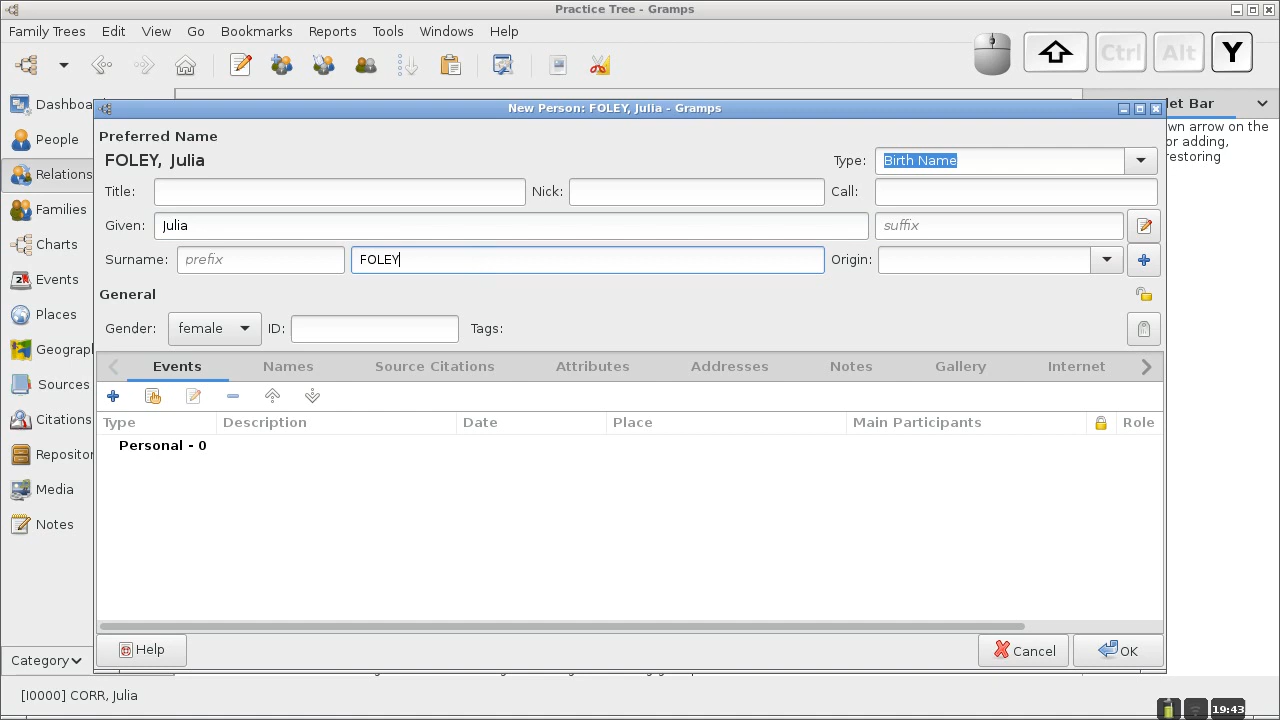 Practice Tree - Gramps
Family Trees Edit View Go Bookmarks Reports Tools Windows Help
Ctrl Alt Y
Dashboa
let Bar
New Person: FOLEY, Julia - Gramps
wn arrow on the
or adding,
restoring
People
Relations
Families
Charts
Events
Places
Geograph
Sources
Citations
Repositor
Media
Notes
Preferred Name
FOLEY, Julia
Type: Birth Name
Title: Nick: Call:
Given: Julia suffix
Surname: prefix FOLEY Origin:
General
Gender: female ID: Tags:
Events Names Source Citations Attributes Addresses Notes Gallery Internet
Type Description Date Place Main Participants Role
Personal - 0
Help Cancel OK
Category
[I0000] CORR, Julia
19:43